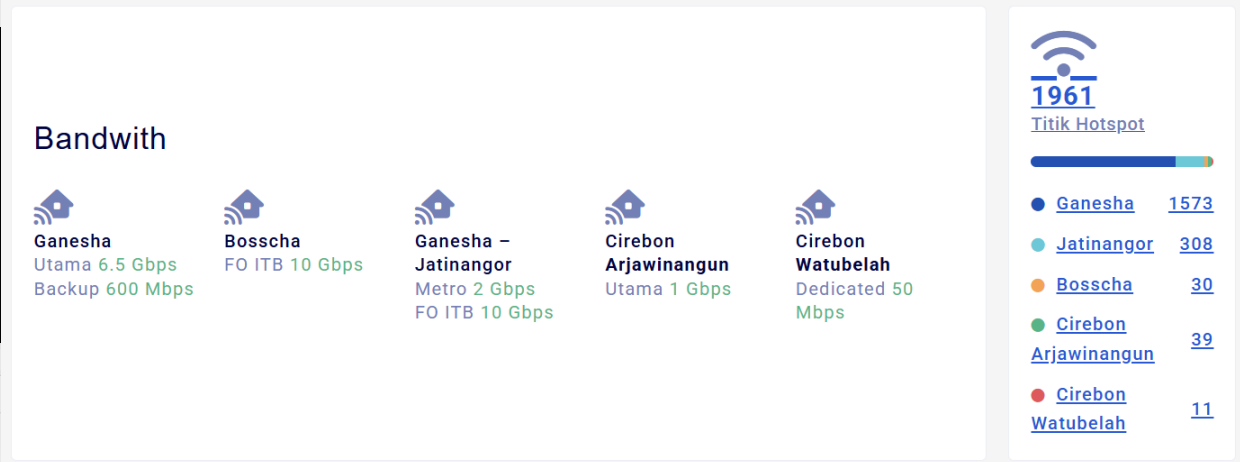 Bandwith
Ganesha
Utama 6.5 Gbps
Backup 600 Mbps
Bosscha
FO ITB 10 Gbps
Ganesha –
Jatinangor
Metro 2 Gbps
FO ITB 10 Gbps
Cirebon
Arjawinangun
Utama 1 Gbps
Cirebon
Watubelah
Dedicated 50
Mbps
1961
Titik Hotspot
Ganesha 1573
Jatinangor 308
Bosscha 30
Cirebon
Arjawinangun 39
Cirebon
Watubelah 11